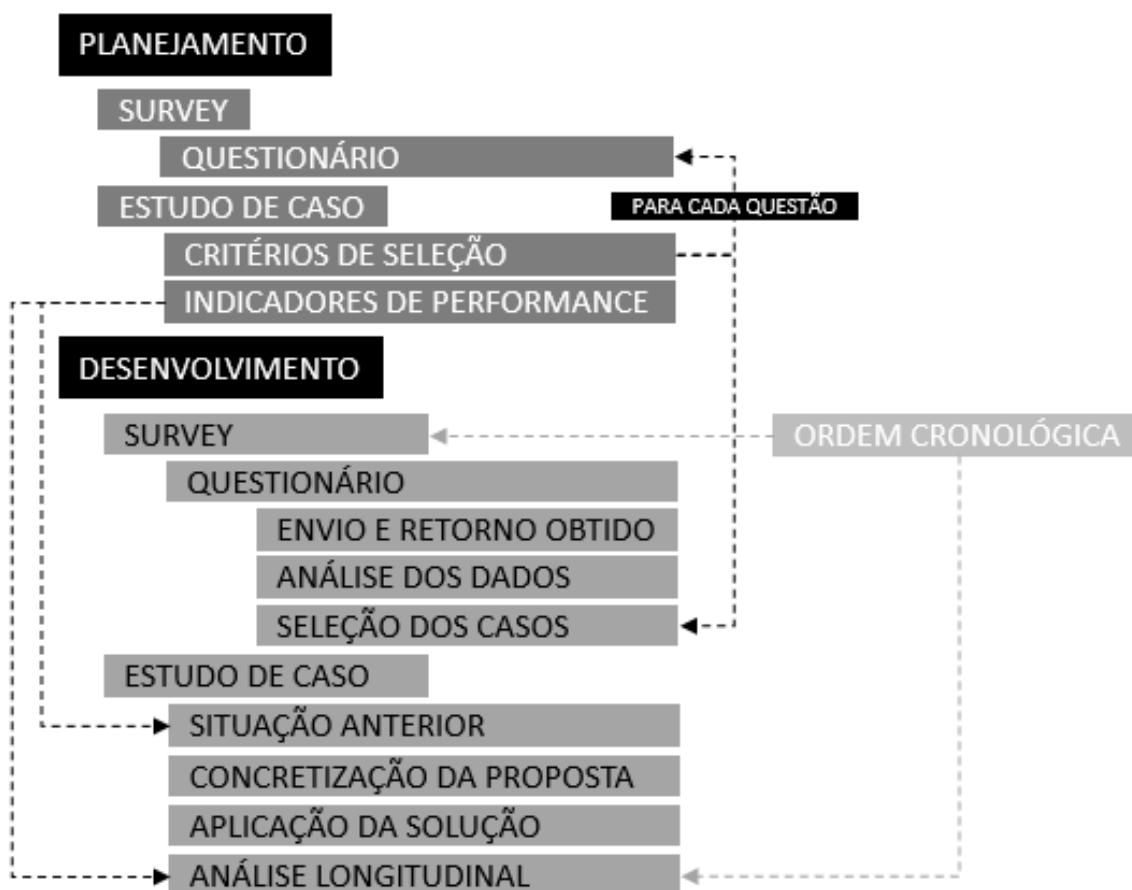 PLANEJAMENTO
SURVEY
QUESTIONÁRIO
ESTUDO DE CASO
PARA CADA QUESTÃO
CRITÉRIOS DE SELEÇÃO
INDICADORES DE PERFORMANCE
DESENVOLVIMENTO
SURVEY
ORDEM CRONOLÓGICA
QUESTIONÁRIO
ENVIO E RETORNO OBTIDO
ANÁLISE DOS DADOS
SELEÇÃO DOS CASOS
ESTUDO DE CASO
SITUAÇÃO ANTERIOR
CONCRETIZAÇÃO DA PROPOSTA
APLICAÇÃO DA SOLUÇÃO
ANÁLISE LONGITUDINAL